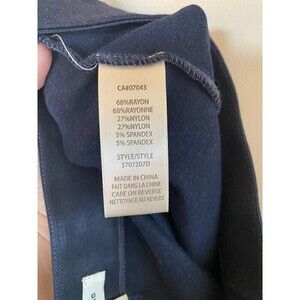 CA#07043
68%RAYON
68%RAYONNE
27%NYLON
27%NYLON
5% SPANDEX
5% SPANDEX
STYLE/STYLE
3707Z07D
MADE IN CHINA
FAIT DANS LA CHINE
CARE ON REVERSE
NETTOYAGE AU REVERS